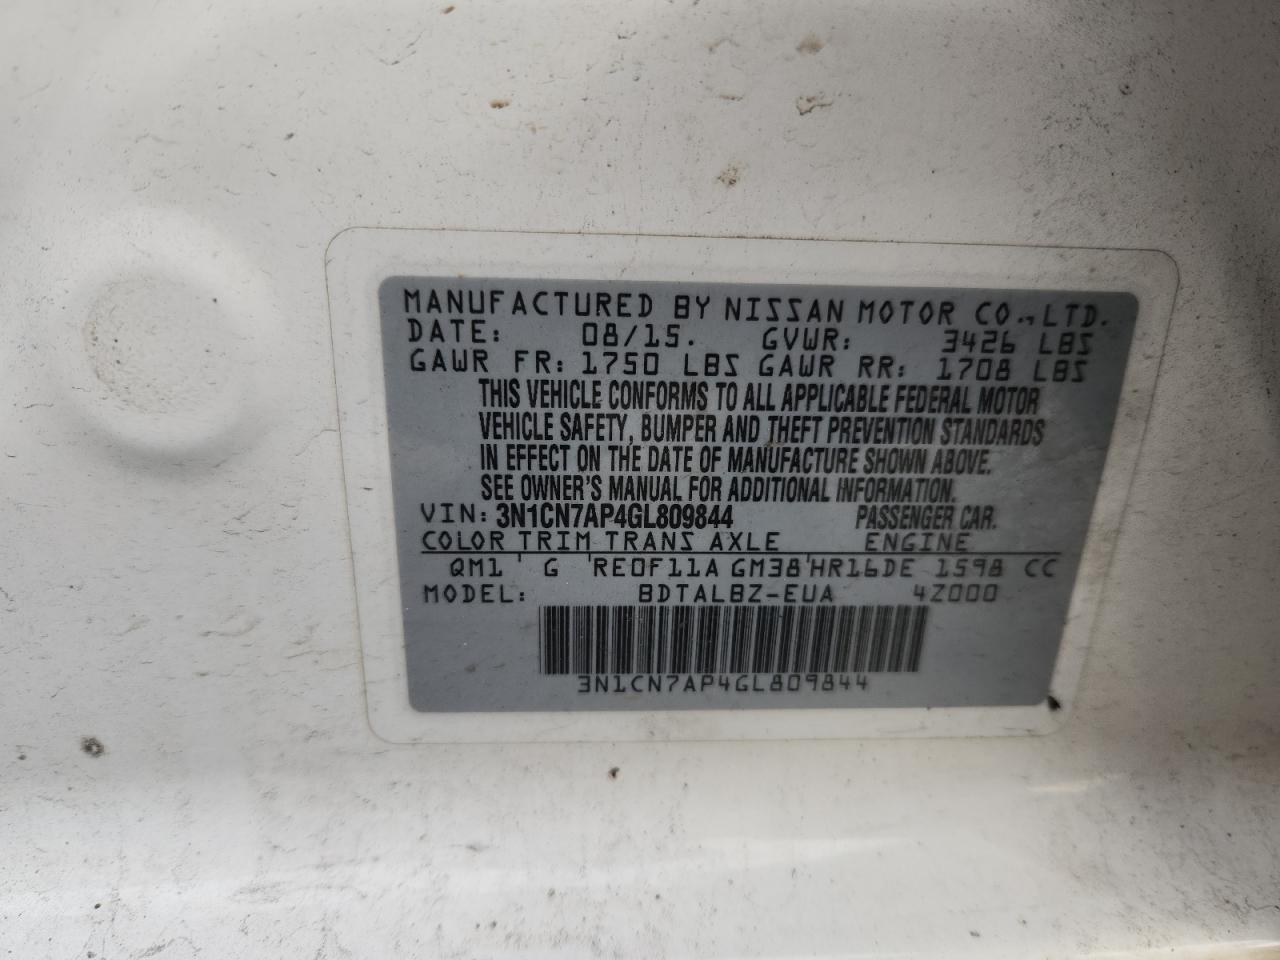 MANUFACTURED BY NISSAN MOTOR CO., LTD.
DATE: 08/15. GVWR: 3426 LBS
GAWR FR: 1750 LBS GAWR RR: 1708 LBS
THIS VEHICLE CONFORMS TO ALL APPLICABLE FEDERAL MOTOR
VEHICLE SAFETY, BUMPER AND THEFT PREVENTION STANDARDS
IN EFFECT ON THE DATE OF MANUFACTURE SHOWN ABOVE.
SEE OWNER'S MANUAL FOR ADDITIONAL INFORMATION.
VIN: 3N1CN7AP4GL809844 PASSENGER CAR.
COLOR TRIM TRANS AXLE ENGINE
QM1 ' G ' RE0F11A GM38 ' HR16DE 1598 CC
MODEL: BDTALBZ-EUA 4Z000
3N1CN7AP4GL809844